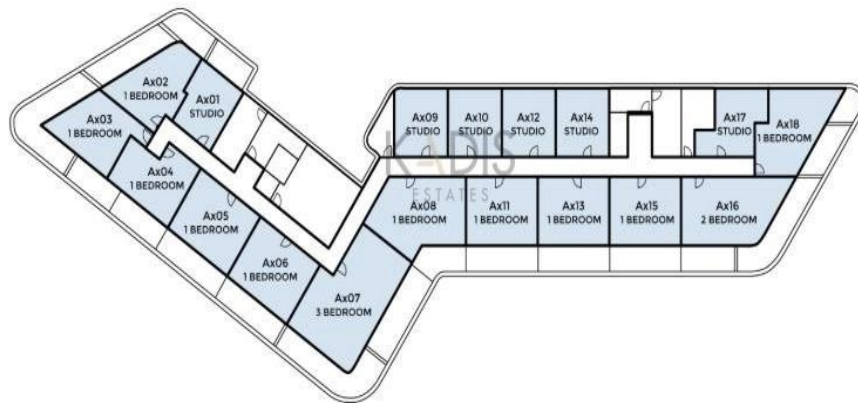 Ax02
1 BEDROOM
Ax01
STUDIO
Ax03
1 BEDROOM
Ax04
1 BEDROOM
Ax05
1 BEDROOM
Ax06
1 BEDROOM
Ax07
3 BEDROOM
Ax09
STUDIO
Ax10
STUDIO
Ax12
STUDIO
Ax14
STUDIO
Ax17
STUDIO
Ax18
1 BEDROOM
KADIS
ESTATES
Ax08
1 BEDROOM
Ax11
1 BEDROOM
Ax13
1 BEDROOM
Ax15
1 BEDROOM
Ax16
2 BEDROOM